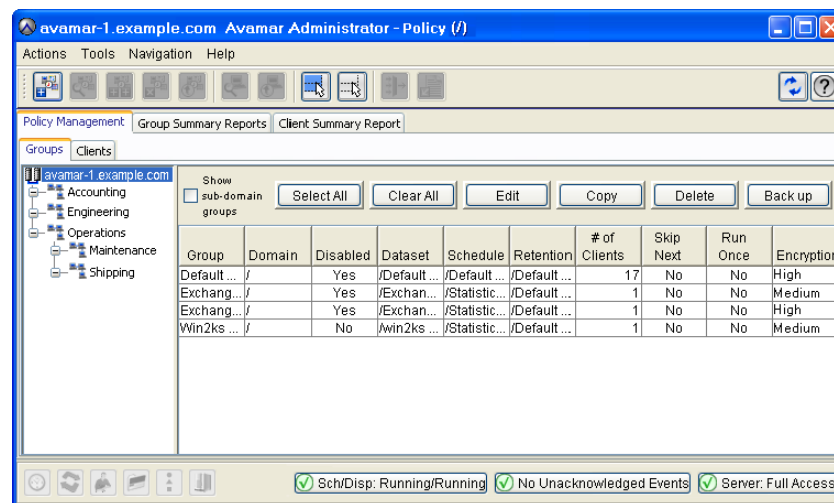 avamar-1.example.com Avamar Administrator - Policy (/)
Actions Tools Navigation Help
Policy Management Group Summary Reports Client Summary Report
Groups Clients
avamar-1.example.com
Accounting
Engineering
Operations
Maintenance
Shipping
Show sub-domain groups
Select All Clear All Edit Copy Delete Back up
Group Domain Disabled Dataset Schedule Retention # of Clients Skip Next Run Once Encryption
Default ... / Yes /Default ... /Default ... /Default ... 17 No No High
Exchang... / Yes /Exchan... /Statistic... /Default ... 1 No No Medium
Exchang... / Yes /Exchan... /Statistic... /Default ... 1 No No High
Win2ks ... / No /win2ks ... /Statistic... /Default ... 1 No No Medium
Sch/Disp: Running/Running No Unacknowledged Events Server: Full Access